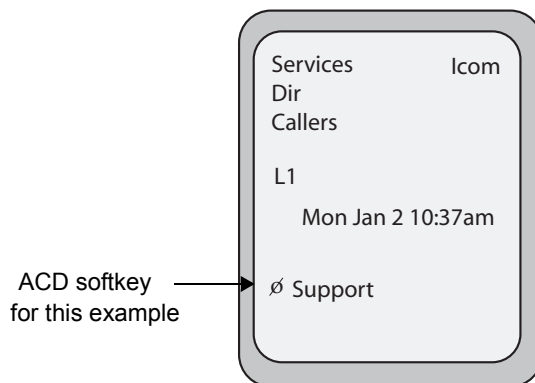 Services Icom
Dir
Callers
L1
Mon Jan 2 10:37am
ACD softkey
for this example
ø Support